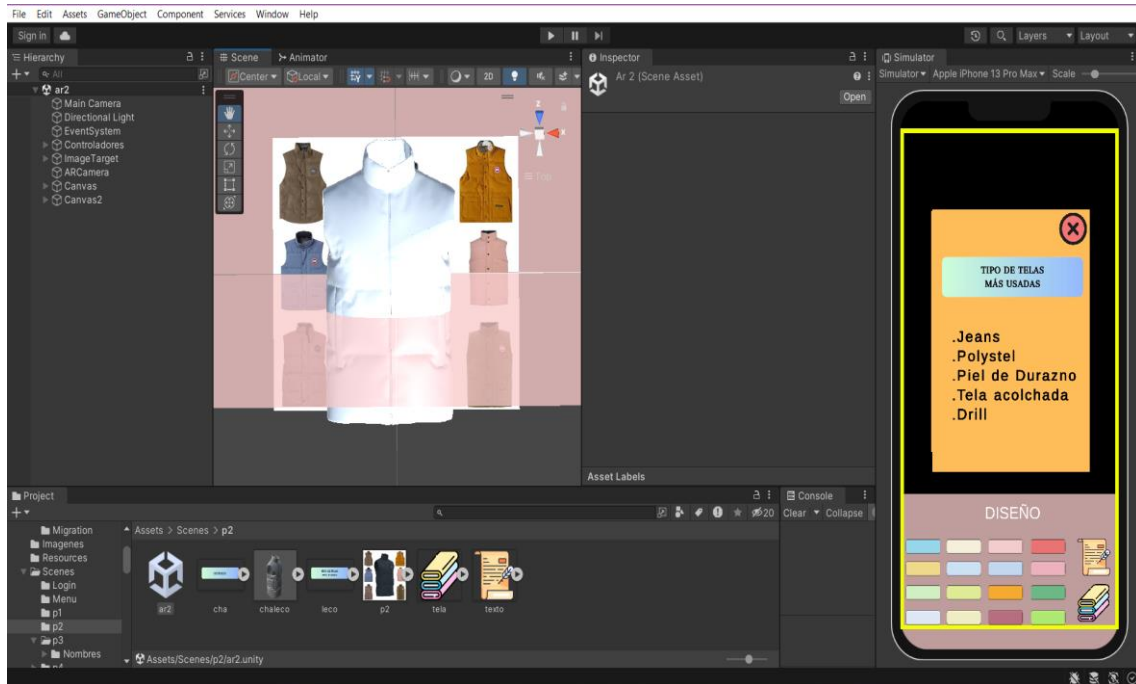 File Edit Assets GameObject Component Services Window Help
Sign in
Layers Layout
Hierarchy
All
ar2
Main Camera
Directional Light
EventSystem
Controladores
ImageTarget
ARCamera
Canvas
Canvas2
Scene Animator
Center Local 2D
z
x
Top
Inspector
Ar 2 (Scene Asset)
Open
Asset Labels
Simulator
Simulator Apple iPhone 13 Pro Max Scale
TIPO DE TELAS
MÁS USADAS
.Jeans
.Polystel
.Piel de Durazno
.Tela acolchada
.Drill
DISEÑO
Project
20
Migration
Imagenes
Resources
Scenes
Login
Menu
p1
p2
p3
Nombres
Assets > Scenes > p2
ar2 cha chaleco leco p2 tela texto
Assets/Scenes/p2/ar2.unity
Console
Clear Collapse